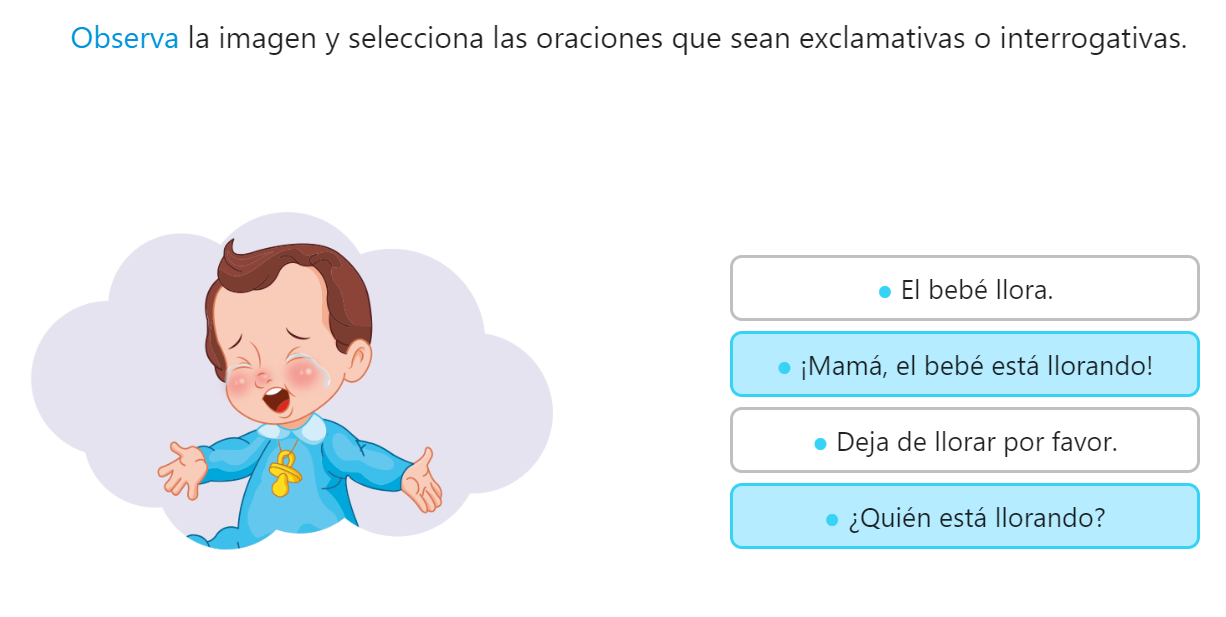 Observa la imagen y selecciona las oraciones que sean exclamativas o interrogativas.
El bebé llora.
¡Mamá, el bebé está llorando!
Deja de llorar por favor.
¿Quién está llorando?